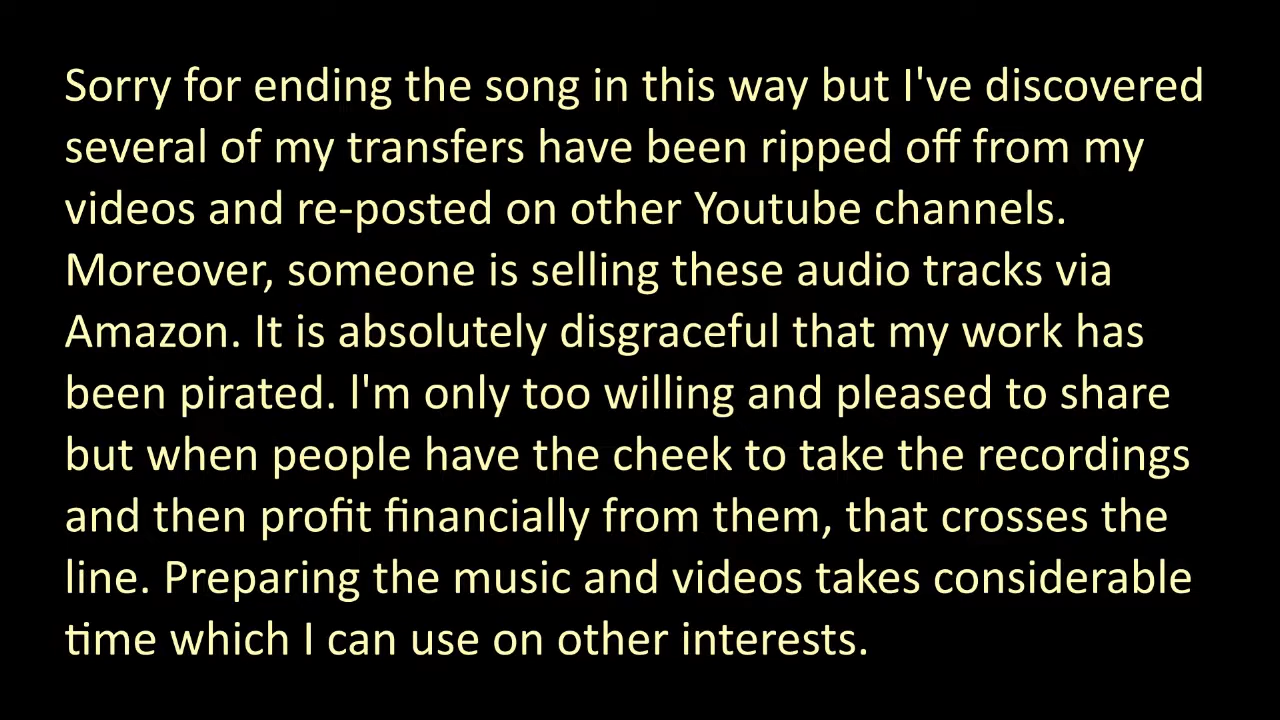 Sorry for ending the song in this way but I've discovered
several of my transfers have been ripped off from my
videos and re-posted on other Youtube channels.
Moreover, someone is selling these audio tracks via
Amazon. It is absolutely disgraceful that my work has
been pirated. l'm only too willing and pleased to share
but when people have the cheek to take the recordings
and then profit financially from them, that crosses the
line. Preparing the music and videos takes considerable
time which I can use on other interests.